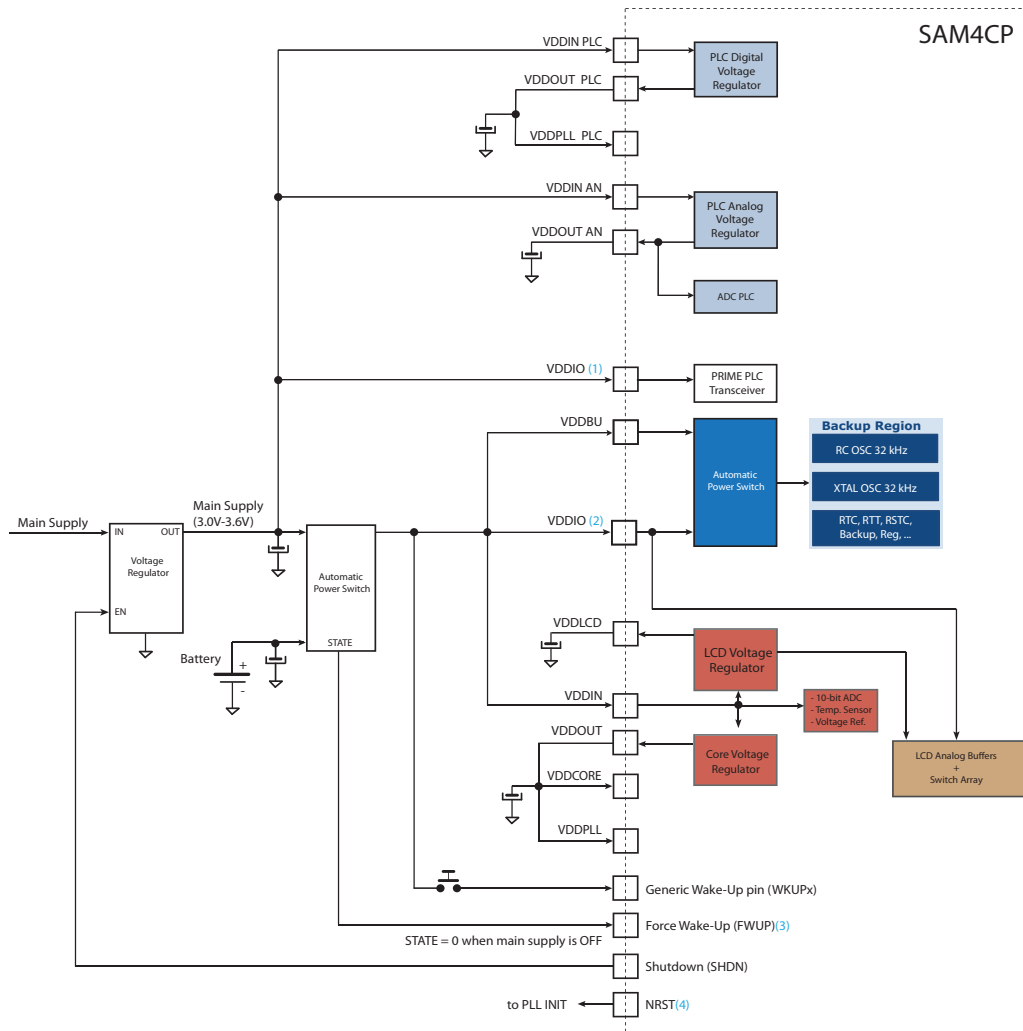 SAM4CP
VDDIN PLC
PLC Digital
Voltage
Regulator
VDDOUT PLC
VDDPLL PLC
VDDIN AN
PLC Analog
Voltage
Regulator
VDDOUT AN
ADC PLC
VDDIO (1)
PRIME PLC
Transceiver
VDDBU
Automatic
Power Switch
Backup Region
RC OSC 32 kHz
XTAL OSC 32 kHz
RTC, RTT, RSTC,
Backup, Reg, ...
Main Supply
IN
OUT
Voltage
Regulator
EN
Main Supply
(3.0V-3.6V)
Automatic
Power Switch
STATE
VDDIO (2)
Battery
+
-
VDDLCD
LCD Voltage
Regulator
VDDIN
- 10-bit ADC
- Temp. Sensor
- Voltage Ref.
VDDOUT
Core Voltage
Regulator
LCD Analog Buffers
+
Switch Array
VDDCORE
VDDPLL
Generic Wake-Up pin (WKUPx)
Force Wake-Up (FWUP)(3)
STATE = 0 when main supply is OFF
Shutdown (SHDN)
to PLL INIT
NRST(4)